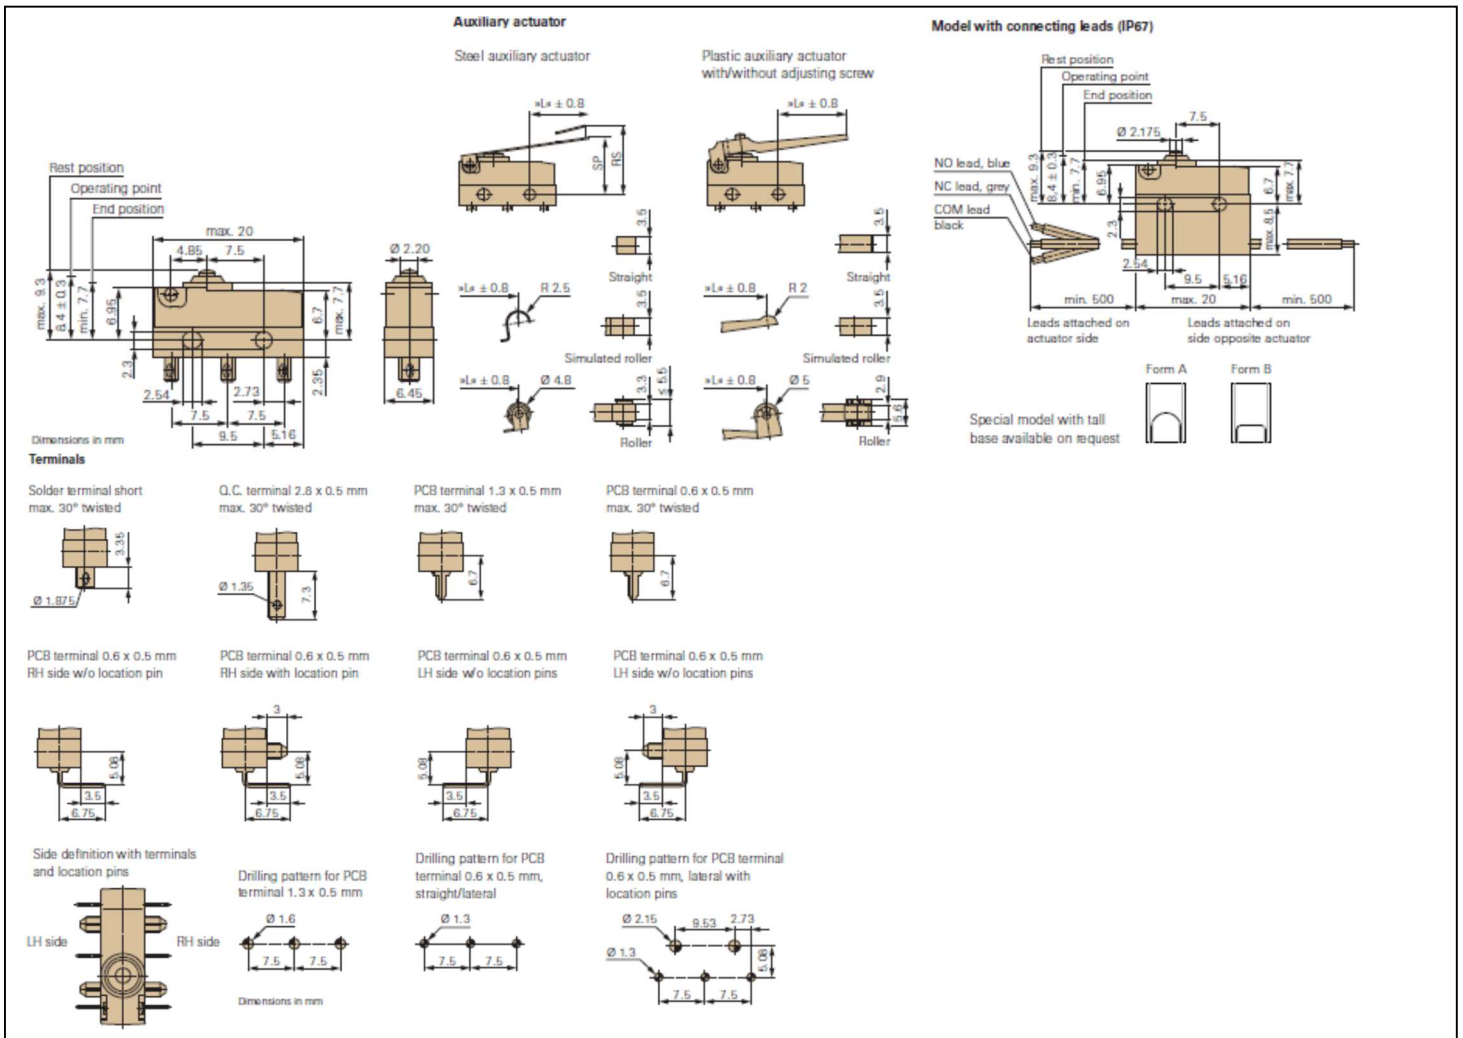 Auxiliary actuator
Model with connecting leads (IP67)
Steel auxiliary actuator
Plastic auxiliary actuator
with/without adjusting screw
Rest position
Operating point
End position
»L« ± 0.8
»L« ± 0.8
7.5
Ø 2.175
SP
RS
NO lead, blue
NC lead, grey
COM lead
black
max. 9.3
8,4 ± 0.3
min. 7.7
6.95
6.7
max. 7.7
max. 8.5
2.3
2.54
9.5
5.16
min. 500
max. 20
min. 500
Leads attached on
actuator side
Leads attached on
side opposite actuator
Form A
Form B
Special model with tall
base available on request
Rest position
Operating point
End position
max. 20
4.85
7.5
Ø 2.20
max. 9.3
8.4 ± 0.3
min. 7.7
6.95
6.7
max. 7.7
2.3
2.35
2.54
2.73
6.45
7.5
7.5
9.5
5.16
Dimensions in mm
3.5
Straight
3.5
Straight
»L« ± 0.8
R 2.5
3.5
Simulated roller
»L« ± 0.8
R 2
3.5
Simulated roller
»L« ± 0.8
Ø 4.8
3.3
≤ 5.5
Roller
»L« ± 0.8
Ø 5
2.9
5.6
Roller
Terminals
Solder terminal short
max. 30° twisted
Q.C. terminal 2.8 x 0.5 mm
max. 30° twisted
PCB terminal 1.3 x 0.5 mm
max. 30° twisted
PCB terminal 0.6 x 0.5 mm
max. 30° twisted
3.35
Ø 1.875
Ø 1.35
7.3
6.7
6.7
PCB terminal 0.6 x 0.5 mm
RH side w/o location pin
PCB terminal 0.6 x 0.5 mm
RH side with location pin
PCB terminal 0.6 x 0.5 mm
LH side w/o location pins
PCB terminal 0.6 x 0.5 mm
LH side w/o location pins
5.08
3.5
6.75
3
5.08
3.5
6.75
5.08
3.5
6.75
3
5.08
3.5
6.75
Side definition with terminals
and location pins
LH side
RH side
Drilling pattern for PCB
terminal 1.3 x 0.5 mm
Ø 1.6
7.5
7.5
Dimensions in mm
Drilling pattern for PCB
terminal 0.6 x 0.5 mm,
straight/lateral
Ø 1.3
7.5
7.5
Drilling pattern for PCB terminal
0.6 x 0.5 mm, lateral with
location pins
Ø 2.15
9.53
2.73
Ø 1.3
5.08
7.5
7.5